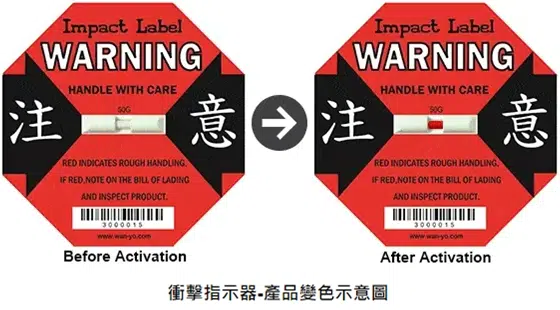 Impact Label
WARNING
HANDLE WITH CARE
50G
注 意
RED INDICATES ROUGH HANDLING.
IF RED,NOTE ON THE BILL OF LADING
AND INSPECT PRODUCT.
3000015
www.wan-yo.com
Before Activation
Impact Label
WARNING
HANDLE WITH CARE
50G
注 意
RED INDICATES ROUGH HANDLING.
IF RED,NOTE ON THE BILL OF LADING
AND INSPECT PRODUCT.
3000015
www.wan-yo.com
After Activation
衝擊指示器-產品變色示意圖